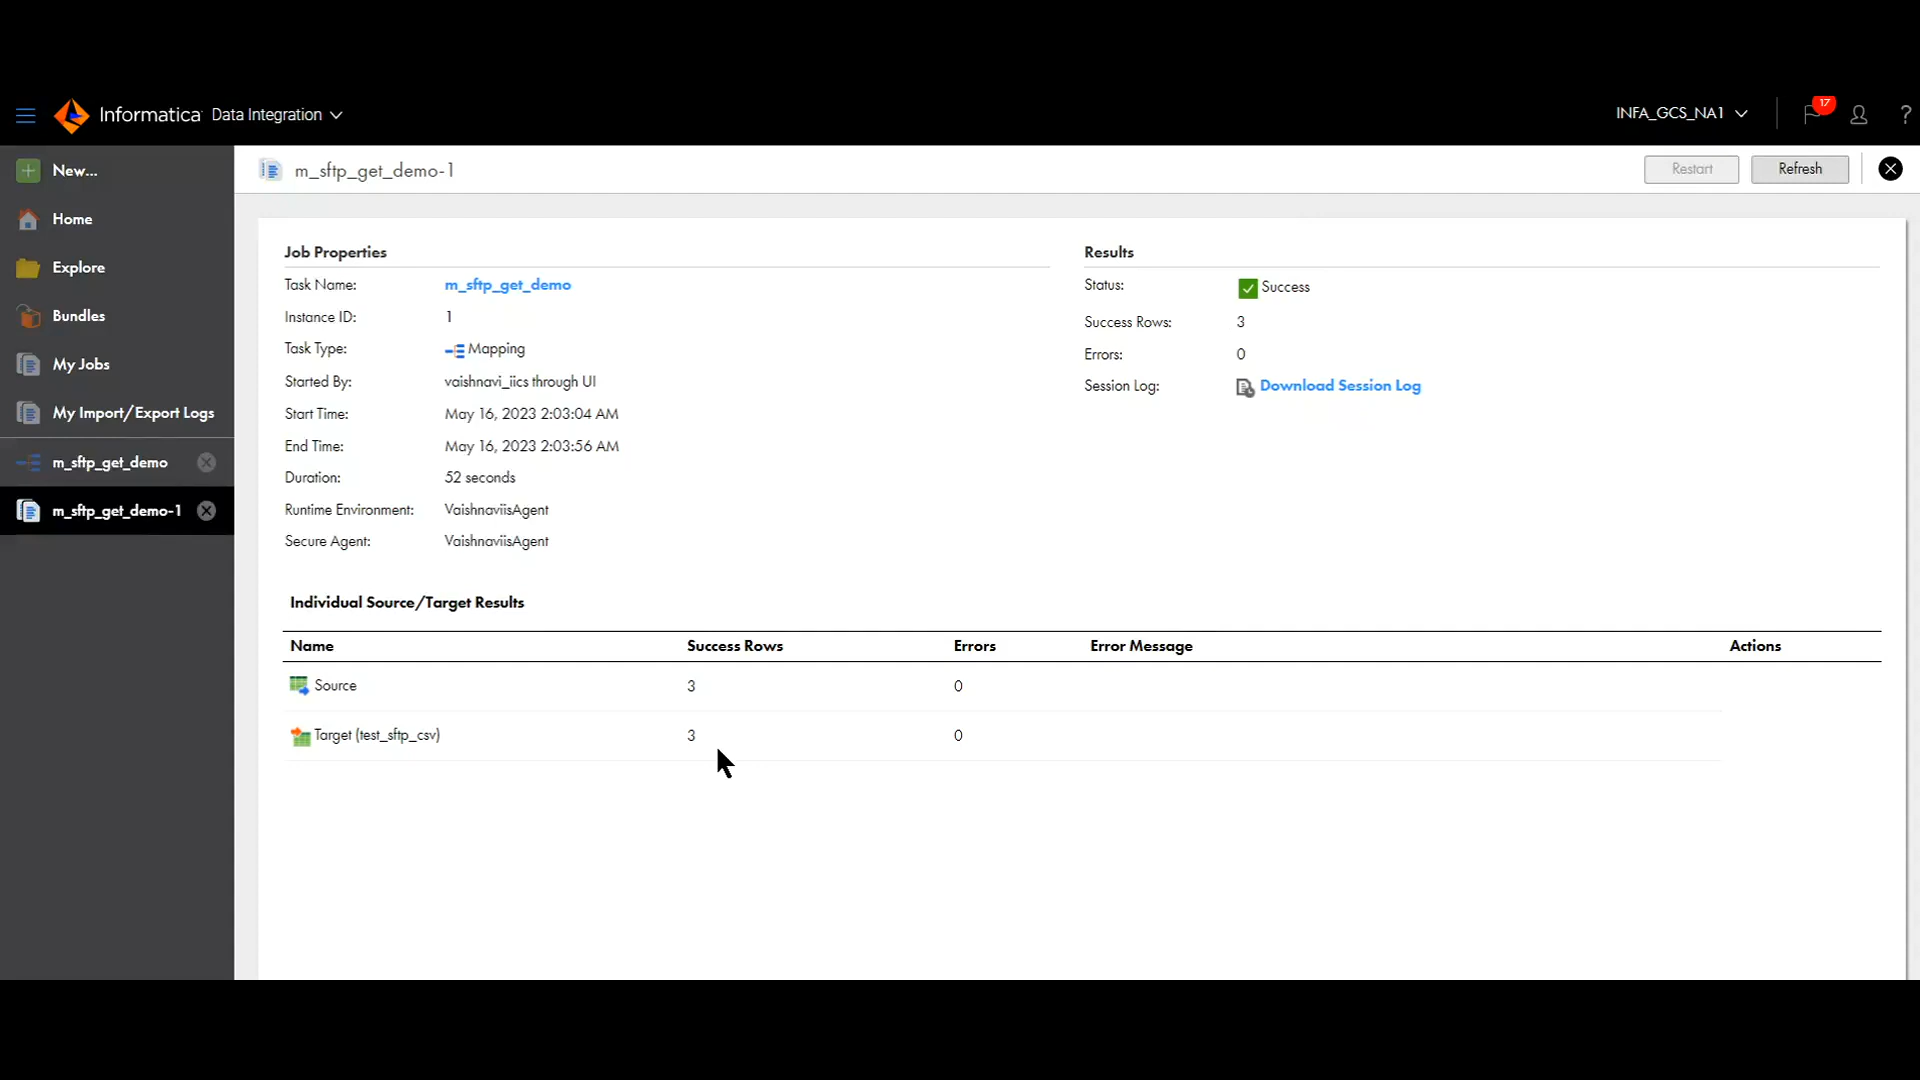 Informatica Data Integration
INFA_GCS_NA1
17
?
New...
Home
Explore
Bundles
My Jobs
My Import/Export Logs
m_sftp_get_demo
m_sftp_get_demo-1
m_sftp_get_demo-1
Restart
Refresh
Job Properties
Task Name: m_sftp_get_demo
Instance ID: 1
Task Type: Mapping
Started By: vaishnavi_iics through UI
Start Time: May 16, 2023 2:03:04 AM
End Time: May 16, 2023 2:03:56 AM
Duration: 52 seconds
Runtime Environment: VaishnaviisAgent
Secure Agent: VaishnaviisAgent
Results
Status: Success
Success Rows: 3
Errors: 0
Session Log: Download Session Log
Individual Source/Target Results
Name Success Rows Errors Error Message Actions
Source 3 0
Target (test_sftp_csv) 3 0